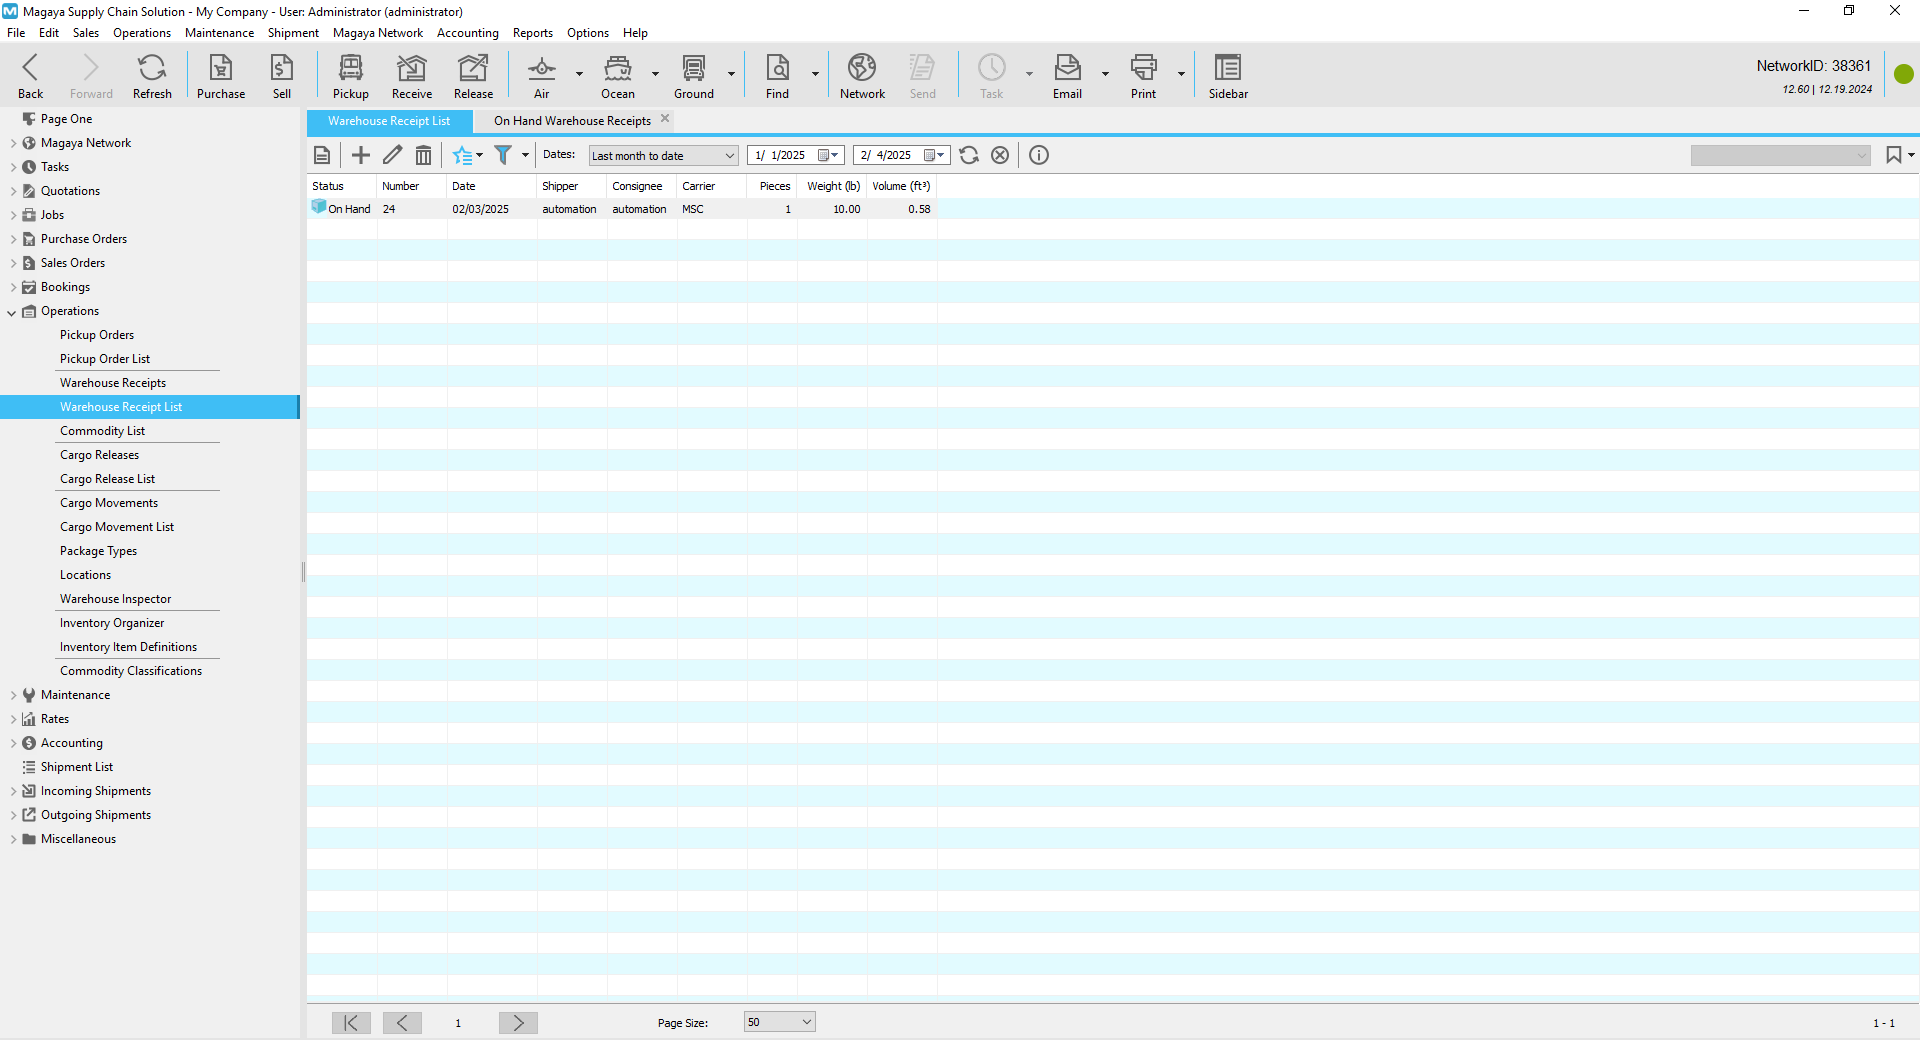 Magaya Supply Chain Solution - My Company - User: Administrator (administrator)
File Edit Sales Operations Maintenance Shipment Magaya Network Accounting Reports Options Help
Back Forward Refresh Purchase Sell Pickup Receive Release Air Ocean Ground Find Network Send Task Email Print Sidebar
NetworkID: 38361
12.60 | 12.19.2024
Page One
Magaya Network
Tasks
Quotations
Jobs
Purchase Orders
Sales Orders
Bookings
Operations
Pickup Orders
Pickup Order List
Warehouse Receipts
Warehouse Receipt List
Commodity List
Cargo Releases
Cargo Release List
Cargo Movements
Cargo Movement List
Package Types
Locations
Warehouse Inspector
Inventory Organizer
Inventory Item Definitions
Commodity Classifications
Maintenance
Rates
Accounting
Shipment List
Incoming Shipments
Outgoing Shipments
Miscellaneous
Warehouse Receipt List On Hand Warehouse Receipts
Dates: Last month to date 1/ 1/2025 2/ 4/2025
Status Number Date Shipper Consignee Carrier Pieces Weight (lb) Volume (ft³)
On Hand 24 02/03/2025 automation automation MSC 1 10.00 0.58
1 Page Size: 50 1 - 1